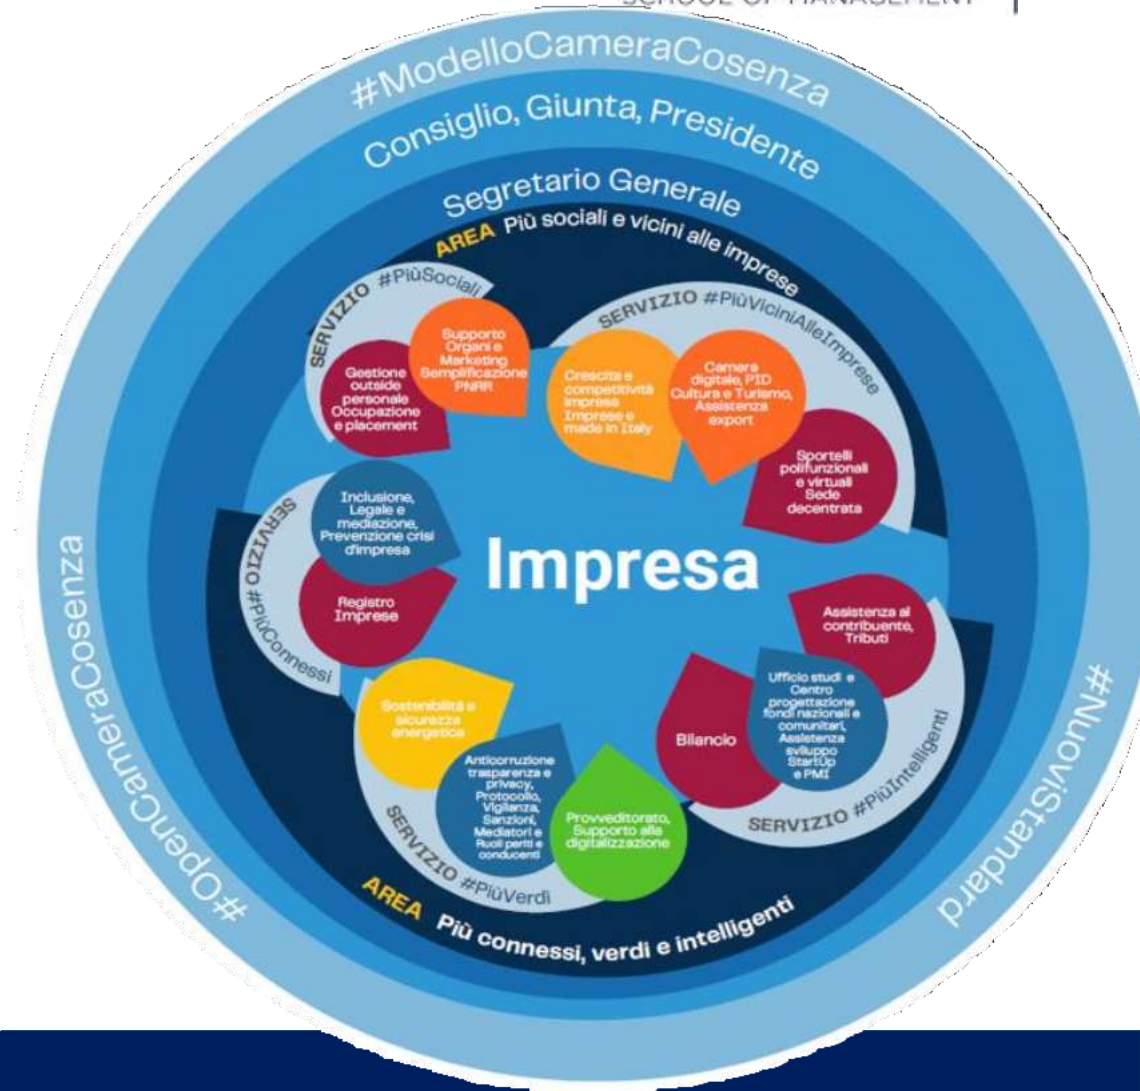 SCHOOL OF MANAGEMENT
#ModelloCameraCosenza
Consiglio, Giunta, Presidente
Segretario Generale
AREA Più sociali e vicini alle imprese
SERVIZIO #PiùSociali
Gestione
outside
personale
Occupazione
e placement
Supporto
Organi e
Marketing
Semplificazione
PNRR
SERVIZIO #PiùViciniAlleImprese
Crescita e
competitività
Imprese
Imprese e
made in Italy
Camera
digitale, PID
Cultura e Turismo,
Assistenza
export
Sportelli
polifunzionali
e virtuali
Sede
decentrata
SERVIZIO #PiùConnessi
Inclusione,
Legale e
mediazione,
Prevenzione crisi
d'impresa
Registro
Imprese
Impresa
Assistenza al
contribuente,
Tributi
Ufficio studi e
Centro
progettazione
fondi nazionali e
comunitari,
Assistenza
sviluppo
StartUp
e PMI
Bilancio
SERVIZIO #PiùIntelligenti
Sostenibilità e
sicurezza
energetica
Anticorruzione
trasparenza e
privacy,
Protocollo,
Vigilanza,
Sanzioni,
Mediatori e
Ruoli periti e
conducenti
Provveditorato,
Supporto alla
digitalizzazione
SERVIZIO #PiùVerdi
AREA Più connessi, verdi e intelligenti
#OpenCameraCosenza
#NuoviStandard